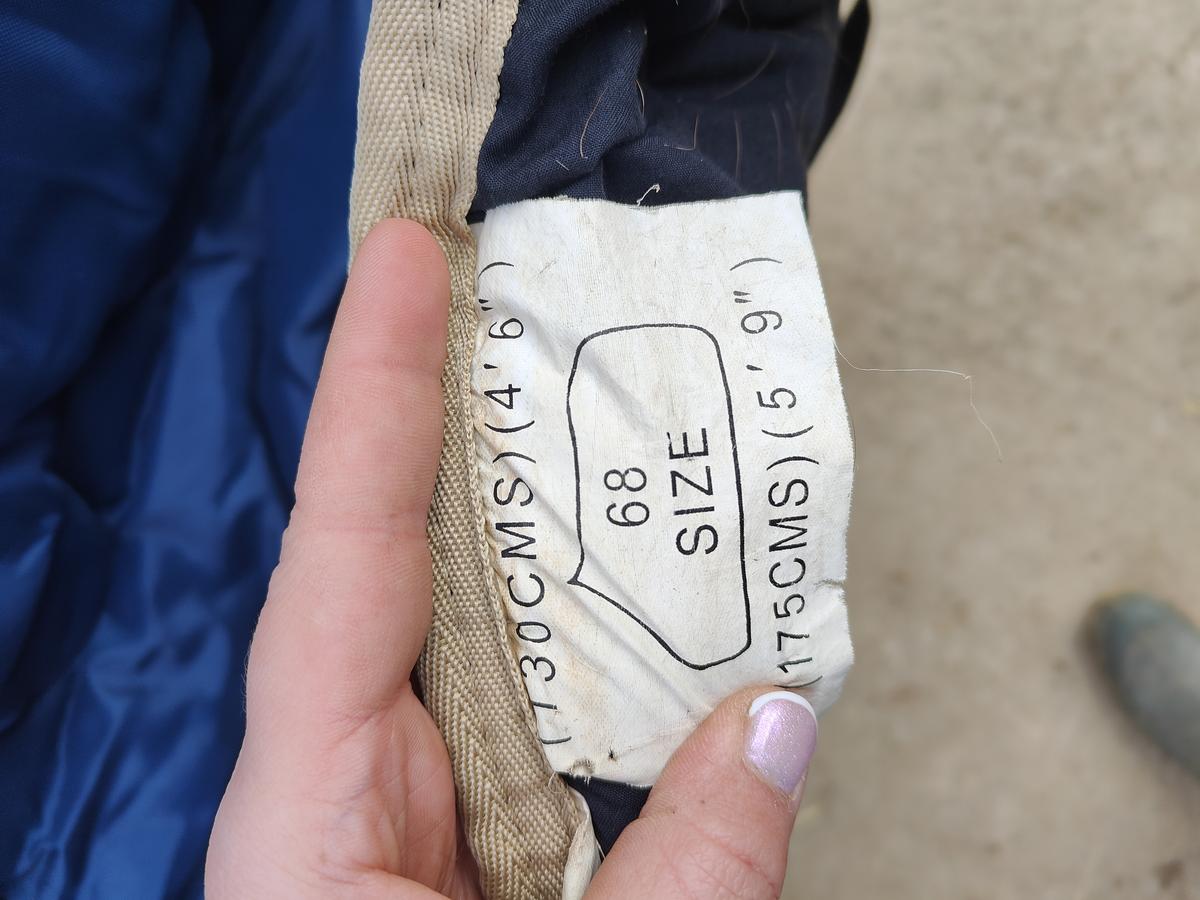 (130CMS)(4' 6")
68
SIZE
(175CMS)(5' 9")